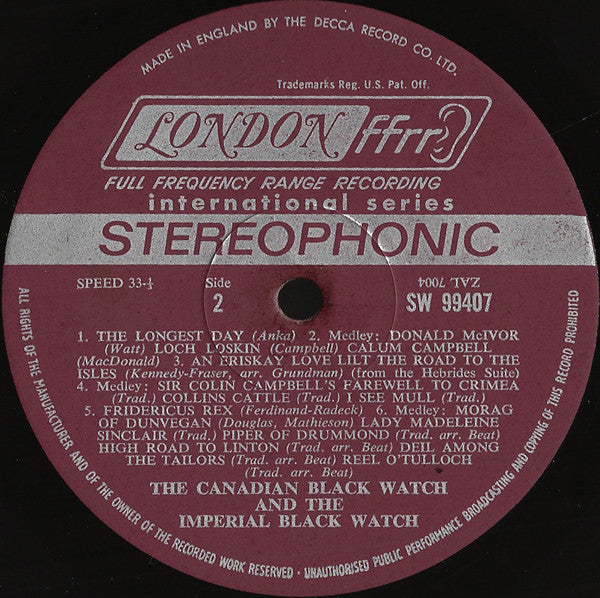 MADE IN ENGLAND BY THE DECCA RECORD CO. LTD.
Trademarks Reg. U.S. Pat. Off.
LONDON ffrr
FULL FREQUENCY RANGE RECORDING
international series
STEREOPHONIC
SPEED 33-⅓
Side
2
ZAL 7004
SW 99407
1. THE LONGEST DAY (Anka) 2. Medley: DONALD McIVOR
(Watt) LOCH LOSKIN (Campbell) CALUM CAMPBELL
(MacDonald) 3. AN ERISKAY LOVE LILT THE ROAD TO THE
ISLES (Kennedy-Fraser, arr. Grundman) (from the Hebrides Suite)
4. Medley: SIR COLIN CAMPBELL'S FAREWELL TO CRIMEA
(Trad.) COLLINS CATTLE (Trad.) I SEE MULL (Trad.)
5. FRIDERICUS REX (Ferdinand-Radeck) 6. Medley: MORAG
OF DUNVEGAN (Douglas, Mathieson) LADY MADELEINE
SINCLAIR (Trad.) PIPER OF DRUMMOND (Trad. arr. Beat)
HIGH ROAD TO LINTON (Trad. arr. Beat) DEIL AMONG
THE TAILORS (Trad. arr. Beat) REEL O'TULLOCH
(Trad. arr. Beat)
THE CANADIAN BLACK WATCH
AND THE
IMPERIAL BLACK WATCH
ALL RIGHTS OF THE MANUFACTURER AND OF THE OWNER OF THE RECORDED WORK RESERVED · UNAUTHORISED PUBLIC PERFORMANCE BROADCASTING AND COPYING OF THIS RECORD PROHIBITED